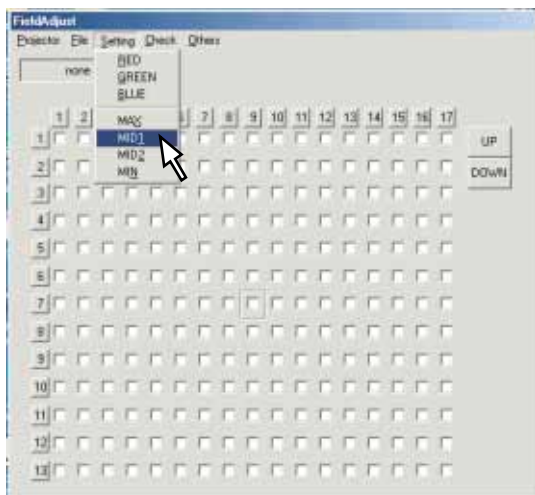 FieldAdjust
Projector File Setting Check Others
none
RED
GREEN
BLUE
MAX
MID1
MID2
MIN
1 2 6 7 8 9 10 11 12 13 14 15 16 17
1
2
3
4
5
6
7
8
9
10
11
12
13
UP
DOWN